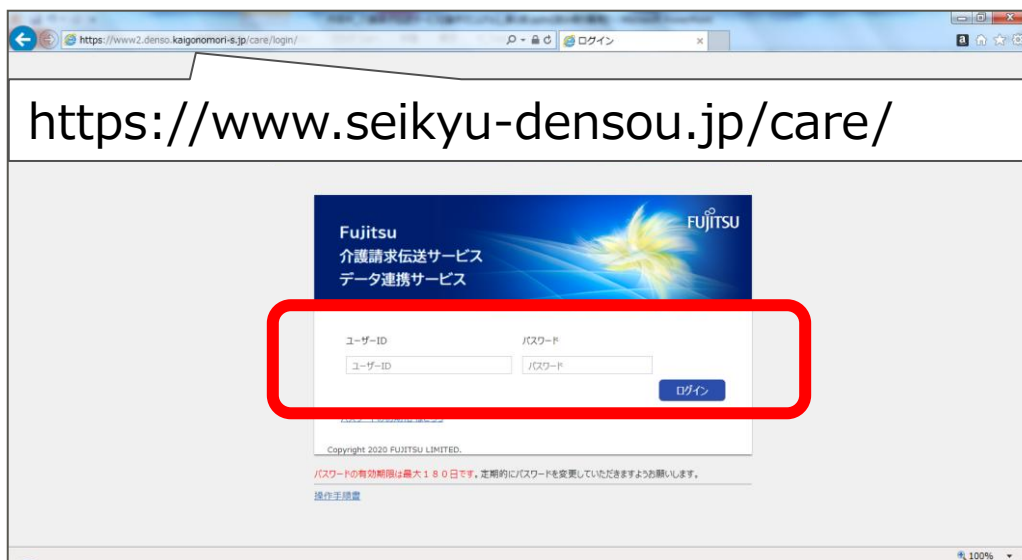 https://www2.denso.kaigonomori-s.jp/care/login/
ログイン
https://www.seikyu-densou.jp/care/
Fujitsu
FUJITSU
介護請求伝送サービス
データ連携サービス
ユーザーID
パスワード
ユーザーID
パスワード
ログイン
Copyright 2020 FUJITSU LIMITED.
パスワードの有効期限は最大１８０日です。定期的にパスワードを変更していただきますようお願いします。
操作手順書
100%